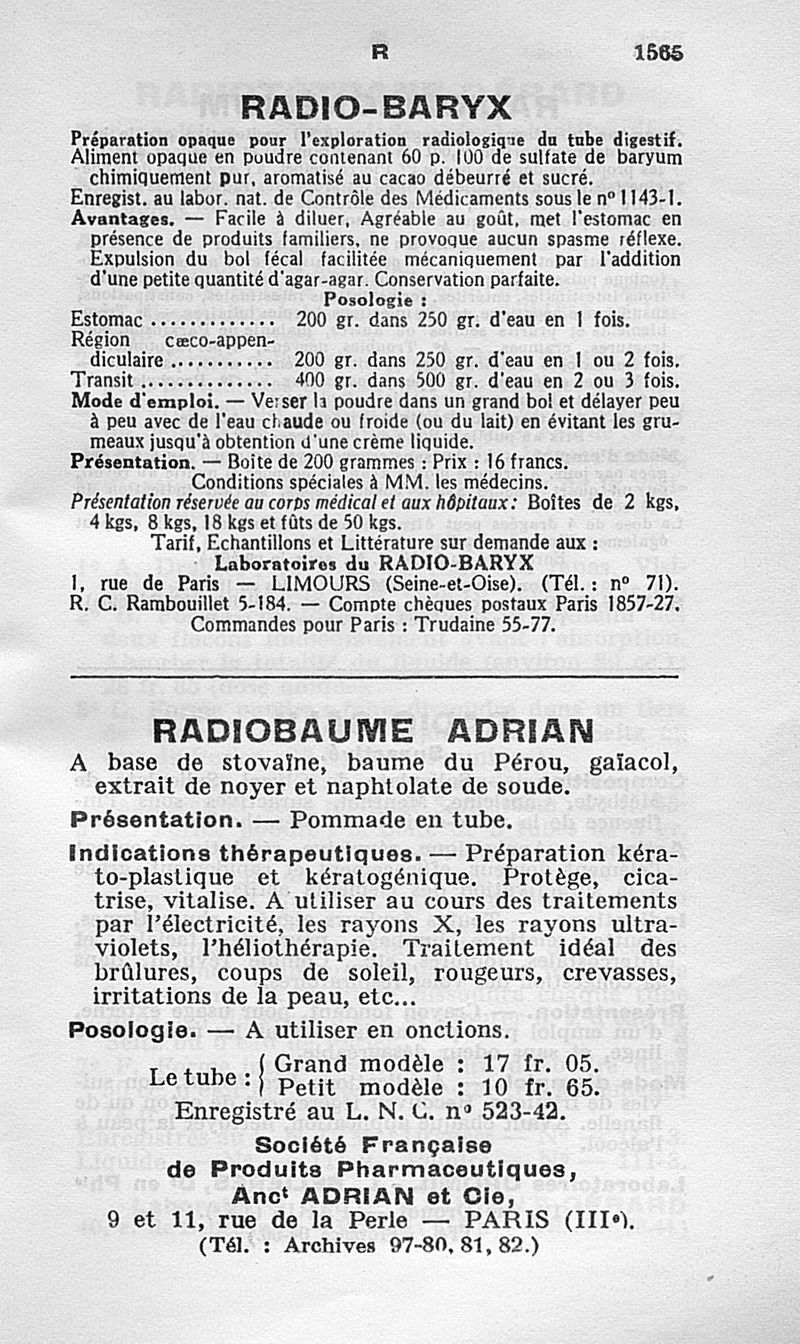 R
1565
RADIO-BARYX
Préparation opaque pour l'exploration radiologique du tube digestif.
Aliment opaque en poudre contenant 60 p. 100 de sulfate de baryum
chimiquement pur, aromatisé au cacao débeurré et sucré.
Enregist. au labor. nat. de Contrôle des Médicaments sous le n° 1143-1.
Avantages. — Facile à diluer, Agréable au goût, met l'estomac en
présence de produits familiers, ne provoque aucun spasme réflexe.
Expulsion du bol fécal facilitée mécaniquement par l'addition
d'une petite quantité d'agar-agar. Conservation parfaite.
Posologie :
Estomac ............. 200 gr. dans 250 gr. d'eau en 1 fois.
Région cæco-appen-
diculaire ........... 200 gr. dans 250 gr. d'eau en 1 ou 2 fois.
Transit .............. 400 gr. dans 500 gr. d'eau en 2 ou 3 fois.
Mode d'emploi. — Verser la poudre dans un grand bol et délayer peu
à peu avec de l'eau chaude ou froide (ou du lait) en évitant les gru-
meaux jusqu'à obtention d'une crème liquide.
Présentation. — Boite de 200 grammes : Prix : 16 francs.
Conditions spéciales à MM. les médecins.
Présentation réservée au corps médical et aux hôpitaux: Boîtes de 2 kgs,
4 kgs, 8 kgs, 18 kgs et fûts de 50 kgs.
Tarif, Echantillons et Littérature sur demande aux :
Laboratoires du RADIO-BARYX
1, rue de Paris — LIMOURS (Seine-et-Oise). (Tél. : n° 71).
R. C. Rambouillet 5-184. — Compte chèques postaux Paris 1857-27.
Commandes pour Paris : Trudaine 55-77.
RADIOBAUME ADRIAN
A base de stovaïne, baume du Pérou, gaïacol,
extrait de noyer et naphtolate de soude.
Présentation. — Pommade en tube.
Indications thérapeutiques. — Préparation kéra-
to-plastique et kératogénique. Protège, cica-
trise, vitalise. A utiliser au cours des traitements
par l'électricité, les rayons X, les rayons ultra-
violets, l'héliothérapie. Traitement idéal des
brûlures, coups de soleil, rougeurs, crevasses,
irritations de la peau, etc...
Posologie. — A utiliser en onctions.
Le tube : { Grand modèle : 17 fr. 05.
Petit modèle : 10 fr. 65.
Enregistré au L. N. C. n° 523-42.
Société Française
de Produits Pharmaceutiques,
Anct ADRIAN et Cie,
9 et 11, rue de la Perle — PARIS (IIIe).
(Tél. : Archives 97-80, 81, 82.)